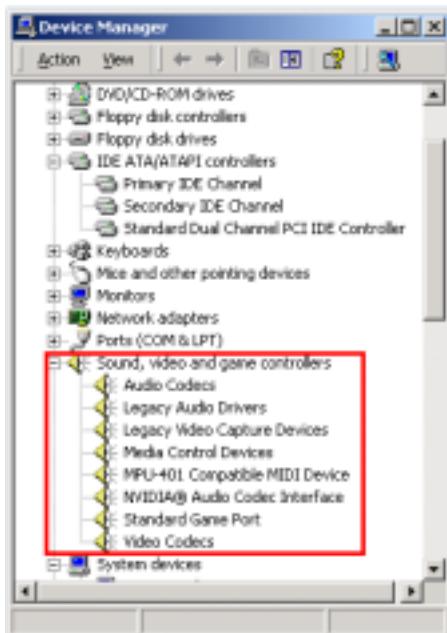 Device Manager
Action View
DVD/CD-ROM drives
Floppy disk controllers
Floppy disk drives
IDE ATA/ATAPI controllers
Primary IDE Channel
Secondary IDE Channel
Standard Dual Channel PCI IDE Controller
Keyboards
Mice and other pointing devices
Monitors
Network adapters
Ports (COM & LPT)
Sound, video and game controllers
Audio Codecs
Legacy Audio Drivers
Legacy Video Capture Devices
Media Control Devices
MPU-401 Compatible MIDI Device
NVIDIA® Audio Codec Interface
Standard Game Port
Video Codecs
System devices